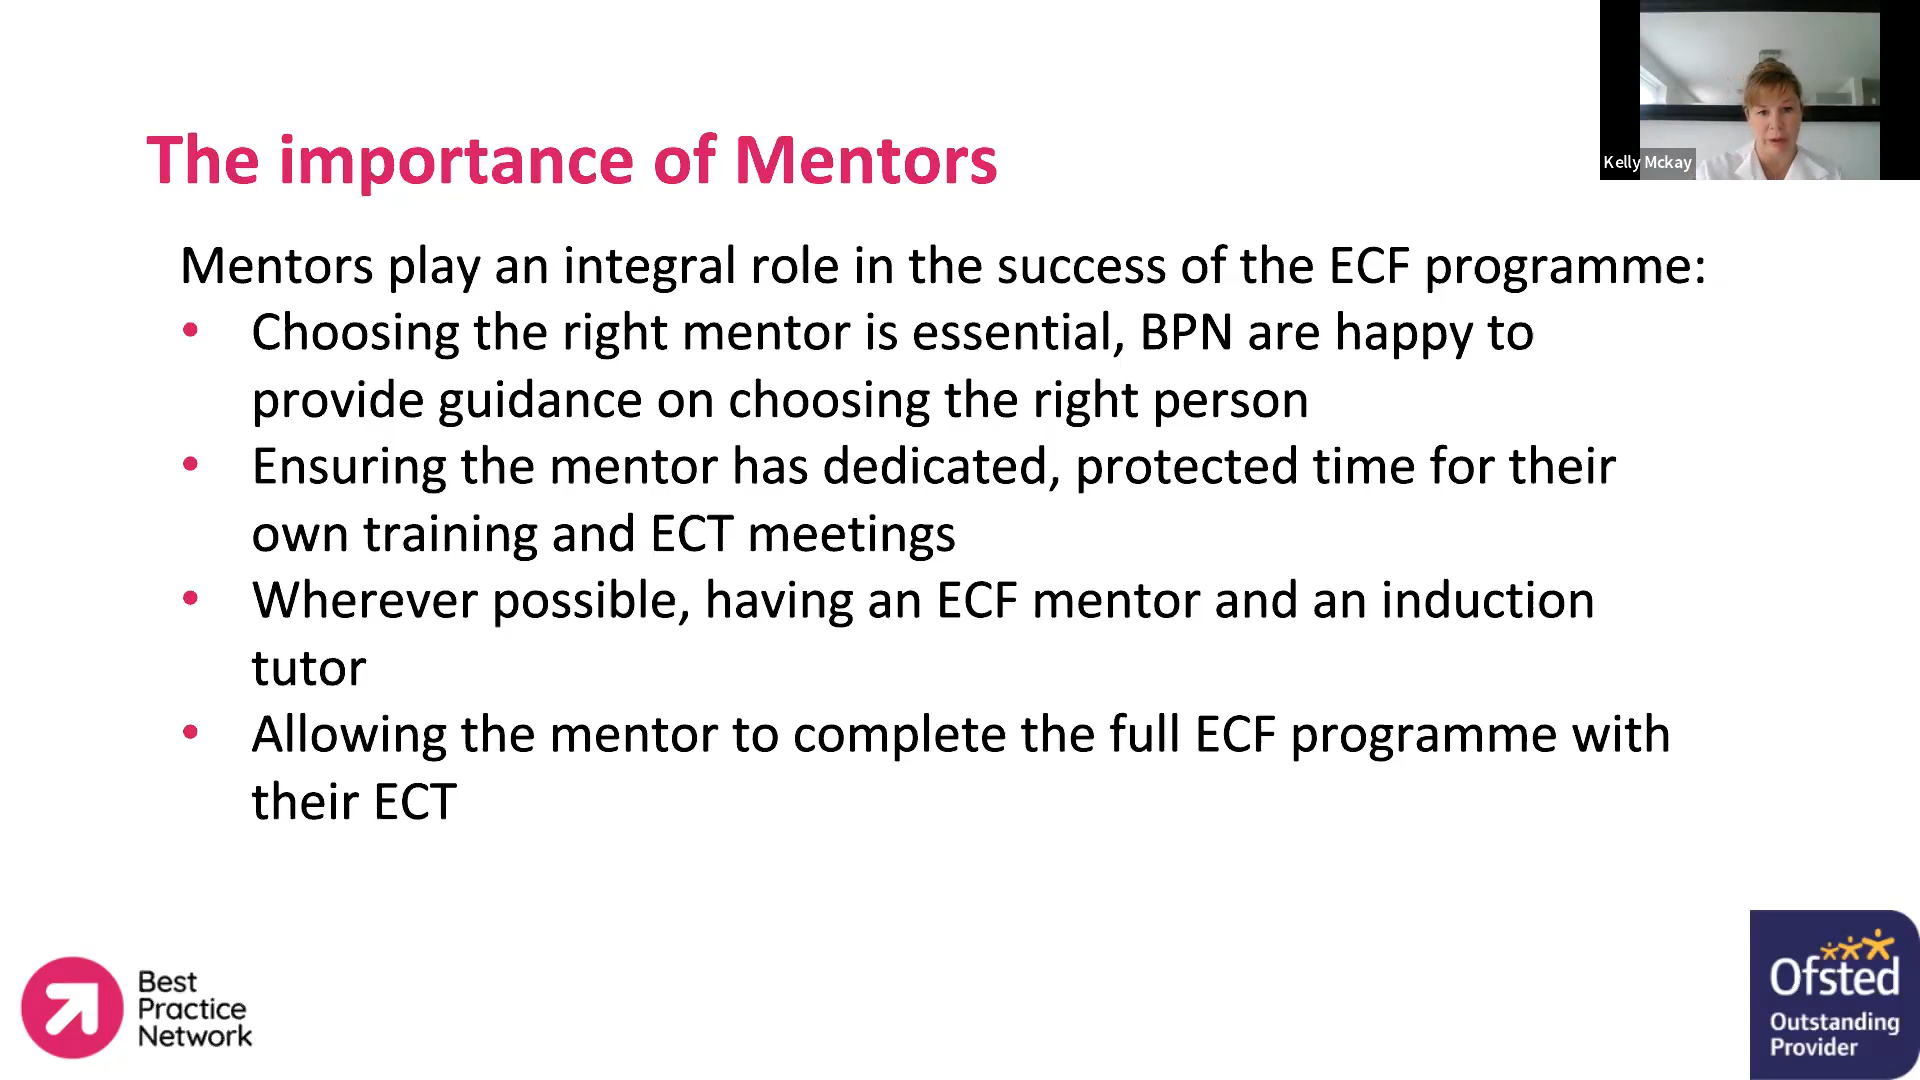 The importance of Mentors
Kelly Mckay
Mentors play an integral role in the success of the ECF programme:
• Choosing the right mentor is essential, BPN are happy to
provide guidance on choosing the right person
• Ensuring the mentor has dedicated, protected time for their
own training and ECT meetings
• Wherever possible, having an ECF mentor and an induction
tutor
• Allowing the mentor to complete the full ECF programme with
their ECT
Best
Practice
Network
Ofsted
Outstanding
Provider